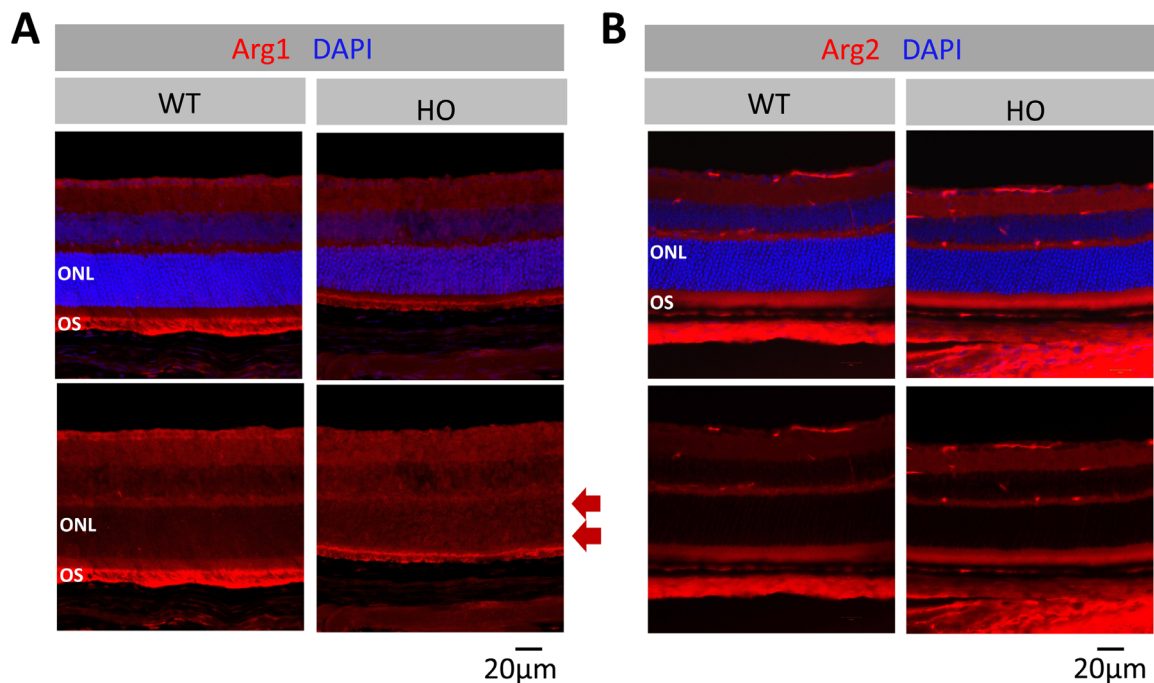 A
B
Arg1 DAPI
Arg2 DAPI
WT
HO
WT
HO
ONL
OS
ONL
OS
ONL
OS
20μm
20μm